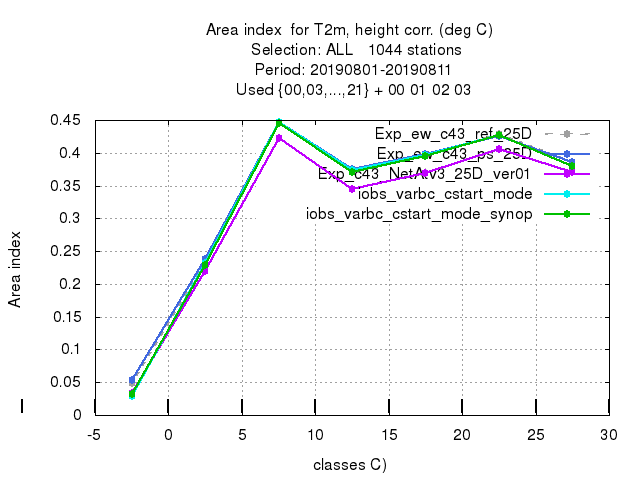 Area index  for T2m, height corr. (deg C)
Selection: ALL   1044 stations
Period: 20190801-20190811
Used {00,03,...,21} + 00 01 02 03
0.45
0.4
0.35
0.3
0.25
0.2
0.15
0.1
0.05
0
Area index
Exp_ew_c43_ref_25D
Exp_ew_c43_ps_25D
Exp_c43_NetAtv3_25D_ver01
iobs_varbc_cstart_mode
iobs_varbc_cstart_mode_synop
-5 0 5 10 15 20 25 30
classes C)